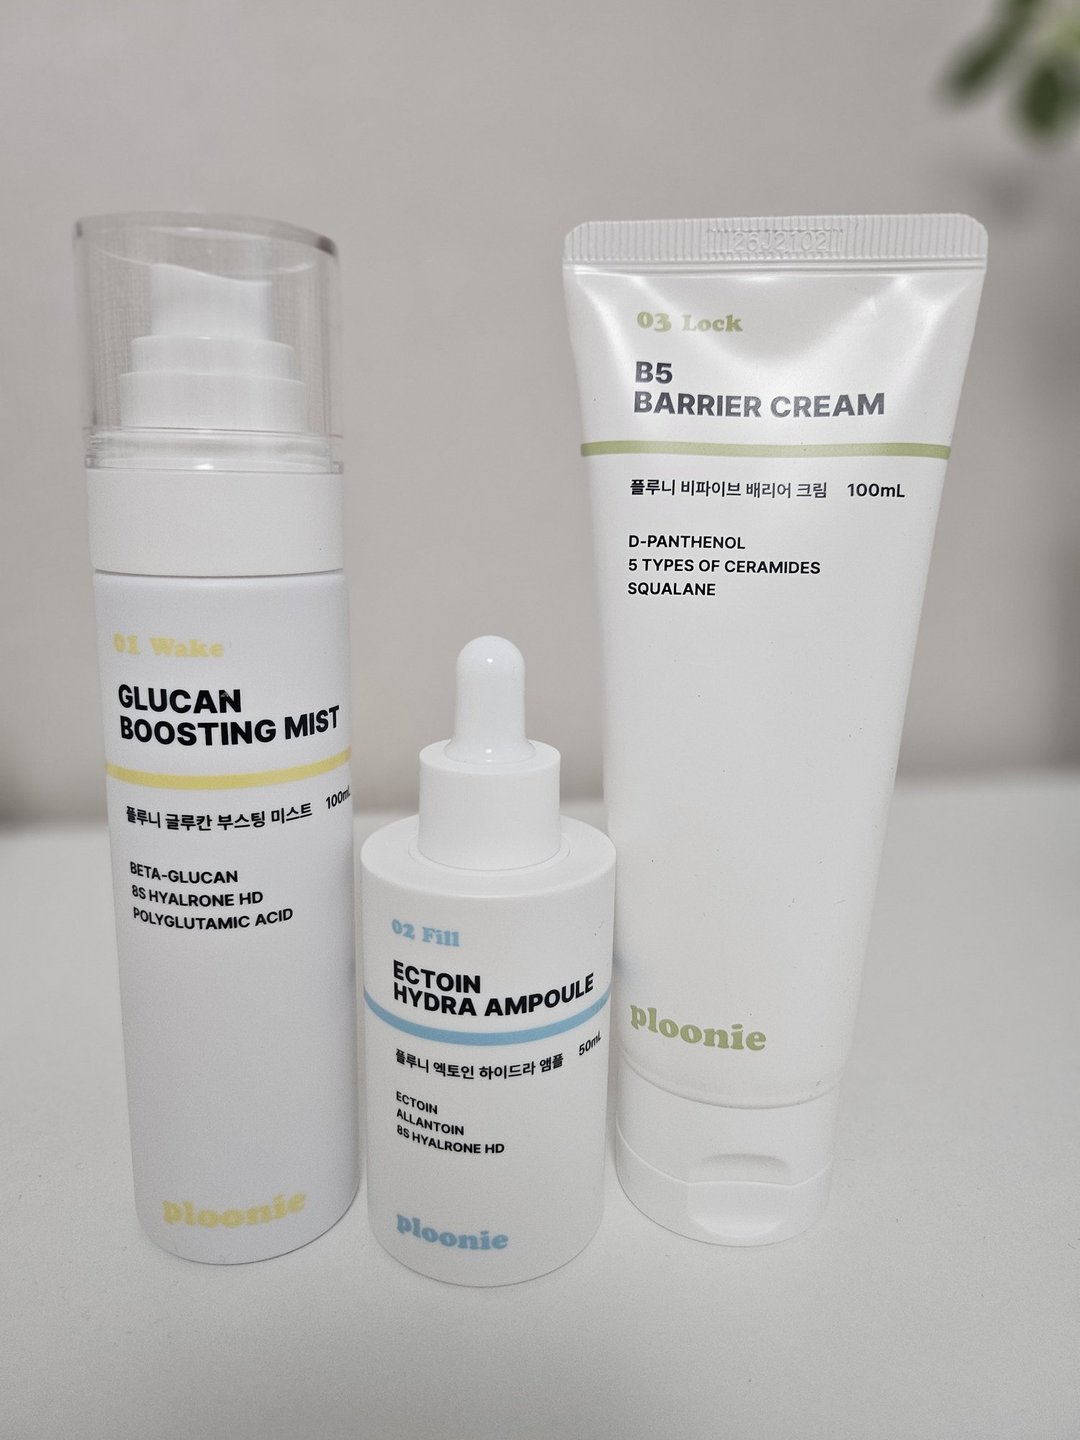 01 Wake
GLUCAN
BOOSTING MIST
플루니 글루칸 부스팅 미스트 100mL
BETA-GLUCAN
8S HYALRONE HD
POLYGLUTAMIC ACID
ploonie
02 Fill
ECTOIN
HYDRA AMPOULE
플루니 엑토인 하이드라 앰플 50mL
ECTOIN
ALLANTOIN
8S HYALRONE HD
ploonie
26J2102
03 Lock
B5
BARRIER CREAM
플루니 비파이브 배리어 크림 100mL
D-PANTHENOL
5 TYPES OF CERAMIDES
SQUALANE
ploonie